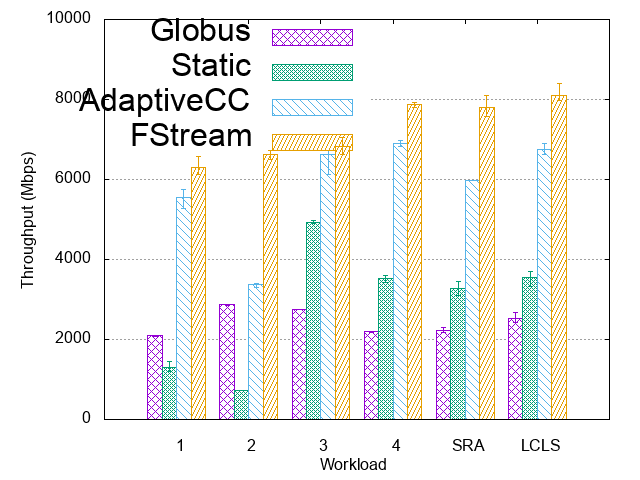 10000
8000
6000
4000
2000
0
Throughput (Mbps)
Globus
Static
AdaptiveCC
FStream
1 2 3 4 SRA LCLS
Workload